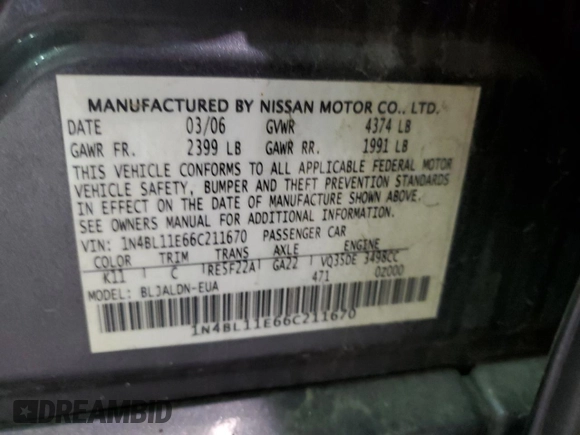 MANUFACTURED BY NISSAN MOTOR CO., LTD.
DATE 03/06 GVWR 4374 LB
GAWR FR. 2399 LB GAWR RR. 1991 LB
THIS VEHICLE CONFORMS TO ALL APPLICABLE FEDERAL MOTOR
VEHICLE SAFETY, BUMPER AND THEFT PREVENTION STANDARDS
IN EFFECT ON THE DATE OF MANUFACTURE SHOWN ABOVE.
SEE OWNERS MANUAL FOR ADDITIONAL INFORMATION.
VIN: 1N4BL11E66C211670 PASSENGER CAR
COLOR TRIM TRANS AXLE ENGINE
K11 C RE5F22A GA22 VQ35DE 3498CC
471 02000
MODEL: BLJALDN-EUA
1N4BL11E66C211670
DREAMBID